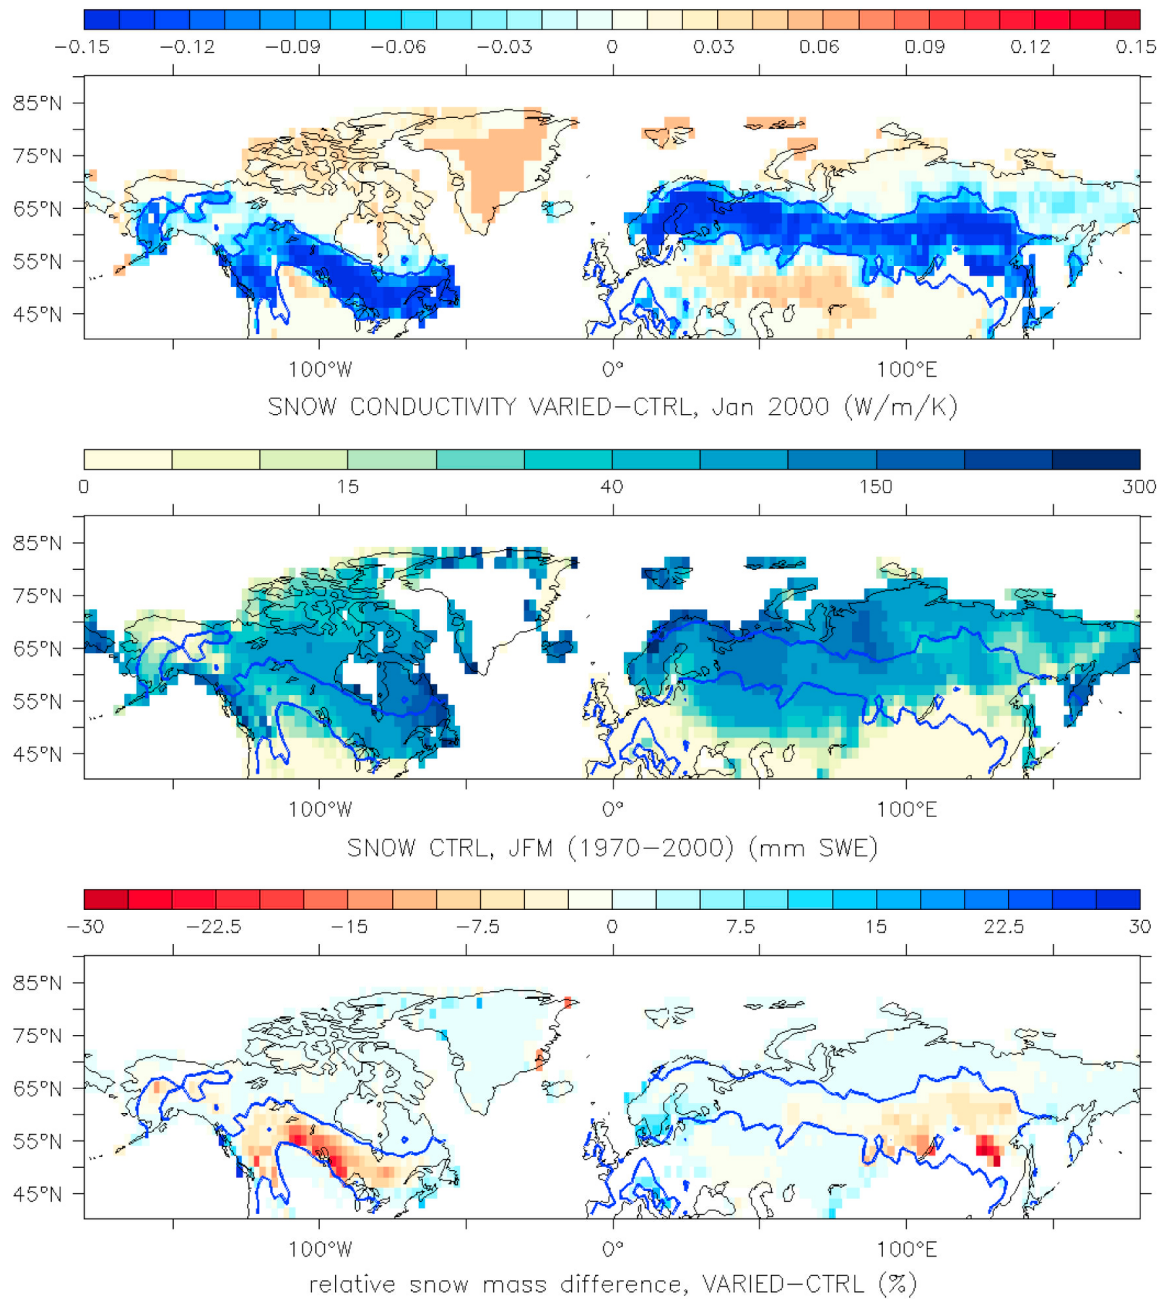 −0.15 −0.12 −0.09 −0.06 −0.03 0 0.03 0.06 0.09 0.12 0.15
85°N
75°N
65°N
55°N
45°N
100°W 0° 100°E
SNOW CONDUCTIVITY VARIED−CTRL, Jan 2000 (W/m/K)
0 15 40 150 300
85°N
75°N
65°N
55°N
45°N
100°W 0° 100°E
SNOW CTRL, JFM (1970−2000) (mm SWE)
−30 −22.5 −15 −7.5 0 7.5 15 22.5 30
85°N
75°N
65°N
55°N
45°N
100°W 0° 100°E
relative snow mass difference, VARIED−CTRL (%)